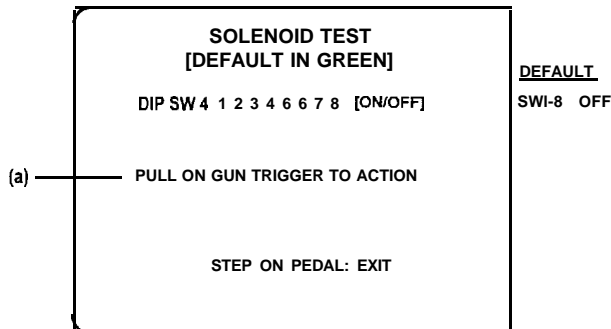 SOLENOID TEST
[DEFAULT IN GREEN]
DEFAULT
DIP SW 4 1 2 3 4 6 6 7 8 [ON/OFF]
SWI-8 OFF
(a)
PULL ON GUN TRIGGER TO ACTION
STEP ON PEDAL: EXIT